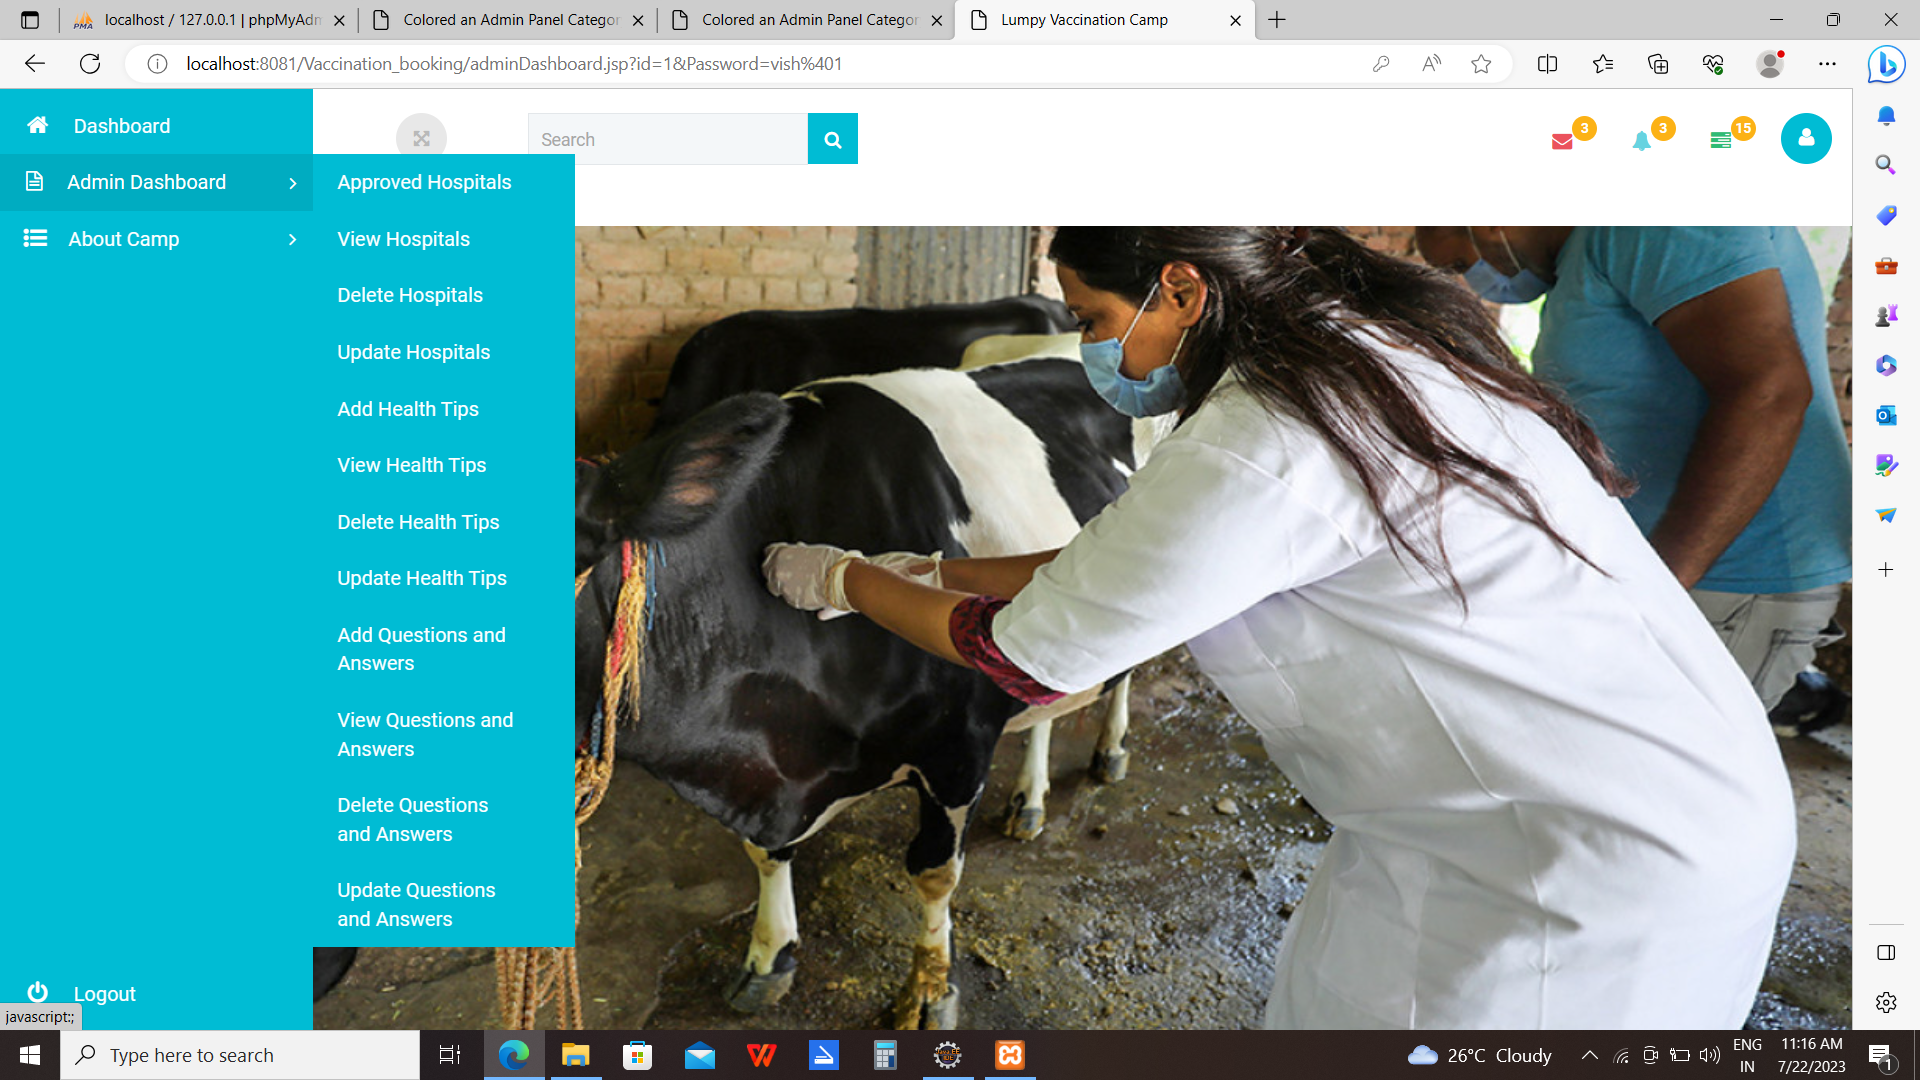 localhost / 127.0.0.1 | phpMyAdm
Colored an Admin Panel Categor
Colored an Admin Panel Categor
Lumpy Vaccination Camp
localhost:8081/Vaccination_booking/adminDashboard.jsp?id=1&Password=vish%401
Dashboard
Search
3
3
15
Admin Dashboard
Approved Hospitals
About Camp
View Hospitals
Delete Hospitals
Update Hospitals
Add Health Tips
View Health Tips
Delete Health Tips
Update Health Tips
Add Questions and
Answers
View Questions and
Answers
Delete Questions
and Answers
Update Questions
and Answers
Logout
javascript:;
Type here to search
26°C Cloudy
ENG
IN
11:16 AM
7/22/2023
1